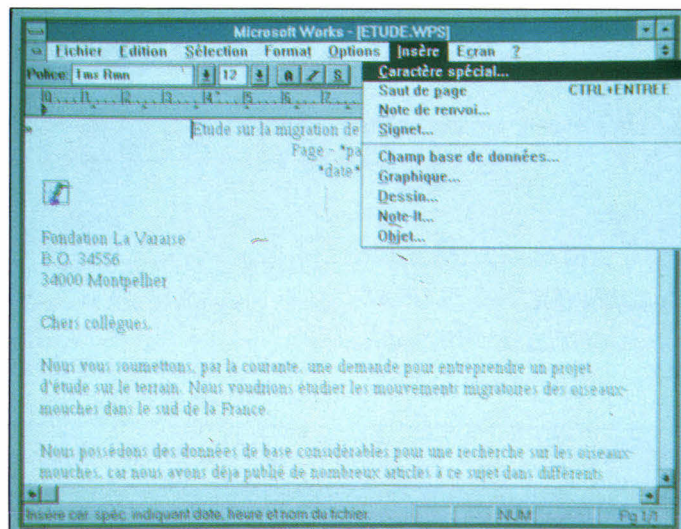 Microsoft Works - [ETUDE.WPS]
Fichier Edition Sélection Format Options Insère Ecran ?
Police: Tms Rmn 12 G I S
Caractère spécial...
Saut de page CTRL+ENTREE
Note de renvoi...
Signet...
Champ base de données...
Graphique...
Dessin...
Note-It...
Objet...
Etude sur la migration de
Page - *pa
*date*
Fondation La Varaise
B.O. 34556
34000 Montpellier
Chers collègues,
Nous vous soumettons, par la courante, une demande pour entreprendre un projet
d'étude sur le terrain. Nous voudrions étudier les mouvements migratoires des oiseaux-
mouches dans le sud de la France.
Nous possédons des données de base considérables pour une recherche sur les oiseaux-
mouches, car nous avons déja publié de nombreux articles à ce sujet dans différents
Insère car. spéc. indiquant date, heure et nom du fichier. NUM Pg 1/1